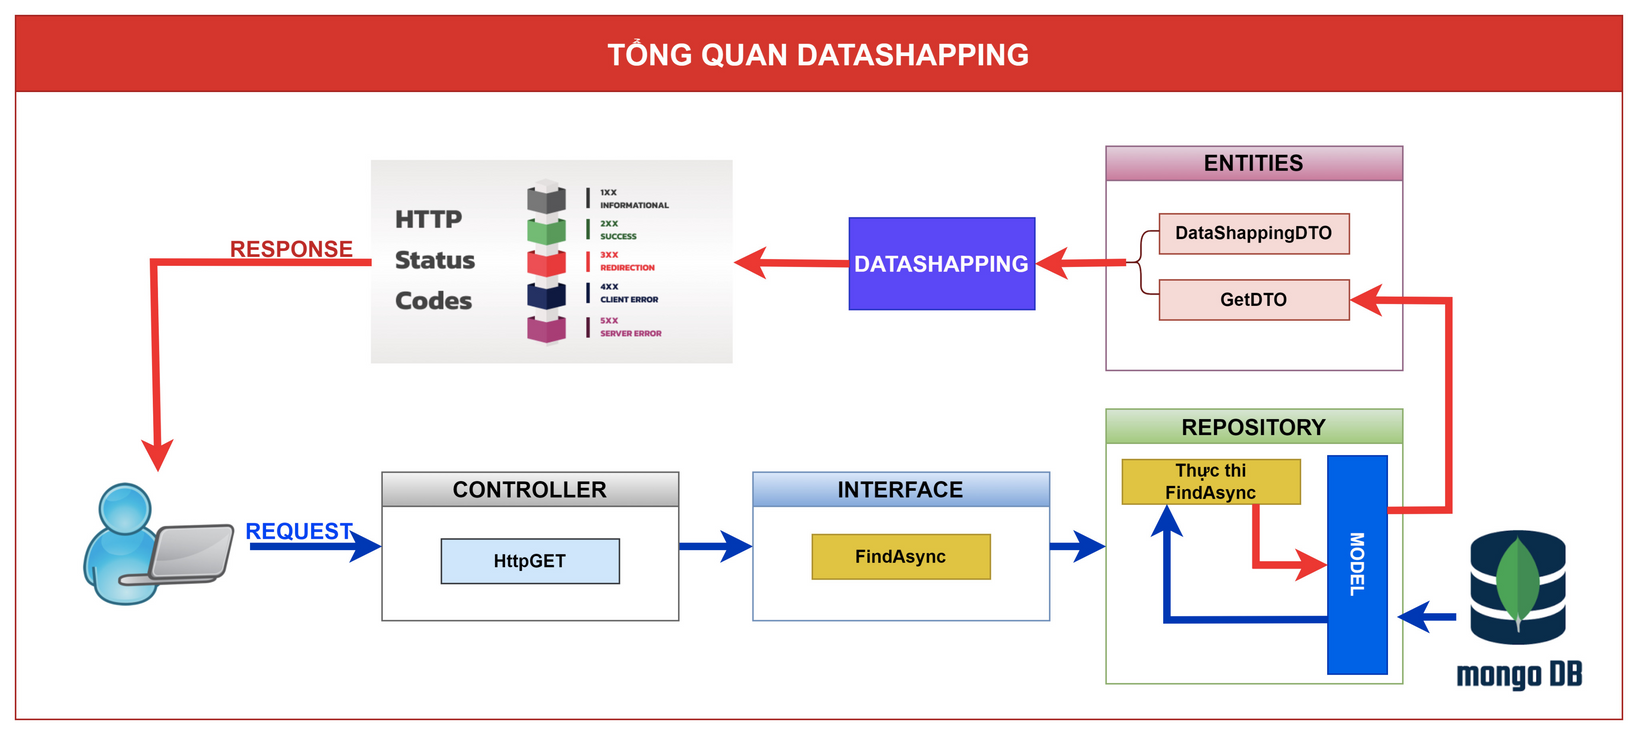 TỔNG QUAN DATASHAPPING
HTTP
Status
Codes
1XX
INFORMATIONAL
2XX
SUCCESS
3XX
REDIRECTION
4XX
CLIENT ERROR
5XX
SERVER ERROR
RESPONSE
DATASHAPPING
ENTITIES
DataShappingDTO
GetDTO
REQUEST
CONTROLLER
HttpGET
INTERFACE
FindAsync
REPOSITORY
Thực thi
FindAsync
MODEL
mongo DB